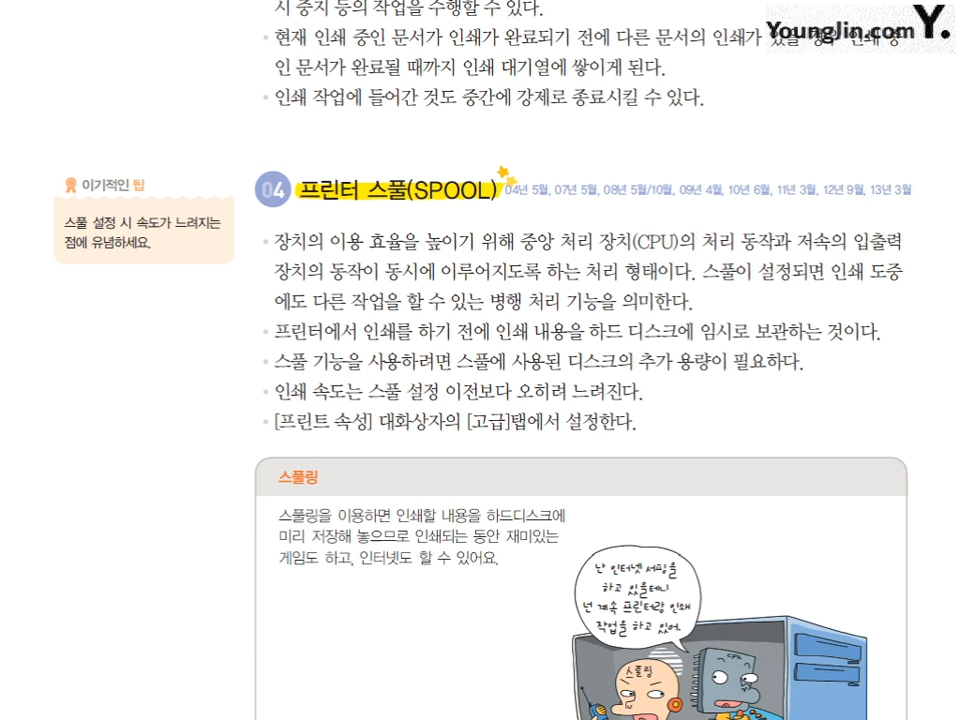 시 중지 등의 작업을 수행할 수 있다.
Younglin.com Y.
• 현재 인쇄 중인 문서가 인쇄가 완료되기 전에 다른 문서의 인쇄가 있을 경우 인쇄 중
인 문서가 완료될 때까지 인쇄 대기열에 쌓이게 된다.
• 인쇄 작업에 들어간 것도 중간에 강제로 종료시킬 수 있다.
이기적인 팁
스풀 설정 시 속도가 느려지는
점에 유념하세요.
04 프린터 스풀(SPOOL) 04년 5월, 07년 5월, 08년 5월/10월, 09년 4월, 10년 6월, 11년 3월, 12년 9월, 13년 3월
• 장치의 이용 효율을 높이기 위해 중앙 처리 장치(CPU)의 처리 동작과 저속의 입출력
장치의 동작이 동시에 이루어지도록 하는 처리 형태이다. 스풀이 설정되면 인쇄 도중
에도 다른 작업을 할 수 있는 병행 처리 기능을 의미한다.
• 프린터에서 인쇄를 하기 전에 인쇄 내용을 하드 디스크에 임시로 보관하는 것이다.
• 스풀 기능을 사용하려면 스풀에 사용된 디스크의 추가 용량이 필요하다.
• 인쇄 속도는 스풀 설정 이전보다 오히려 느려진다.
• [프린트 속성] 대화상자의 [고급]탭에서 설정한다.
스풀링
스풀링을 이용하면 인쇄할 내용을 하드디스크에
미리 저장해 놓으므로 인쇄되는 동안 재미있는
게임도 하고, 인터넷도 할 수 있어요.
난 인터넷 서핑을
하고 있을테니
넌 계속 프린터랑 인쇄
작업을 하고 있어.
스풀링
CPU